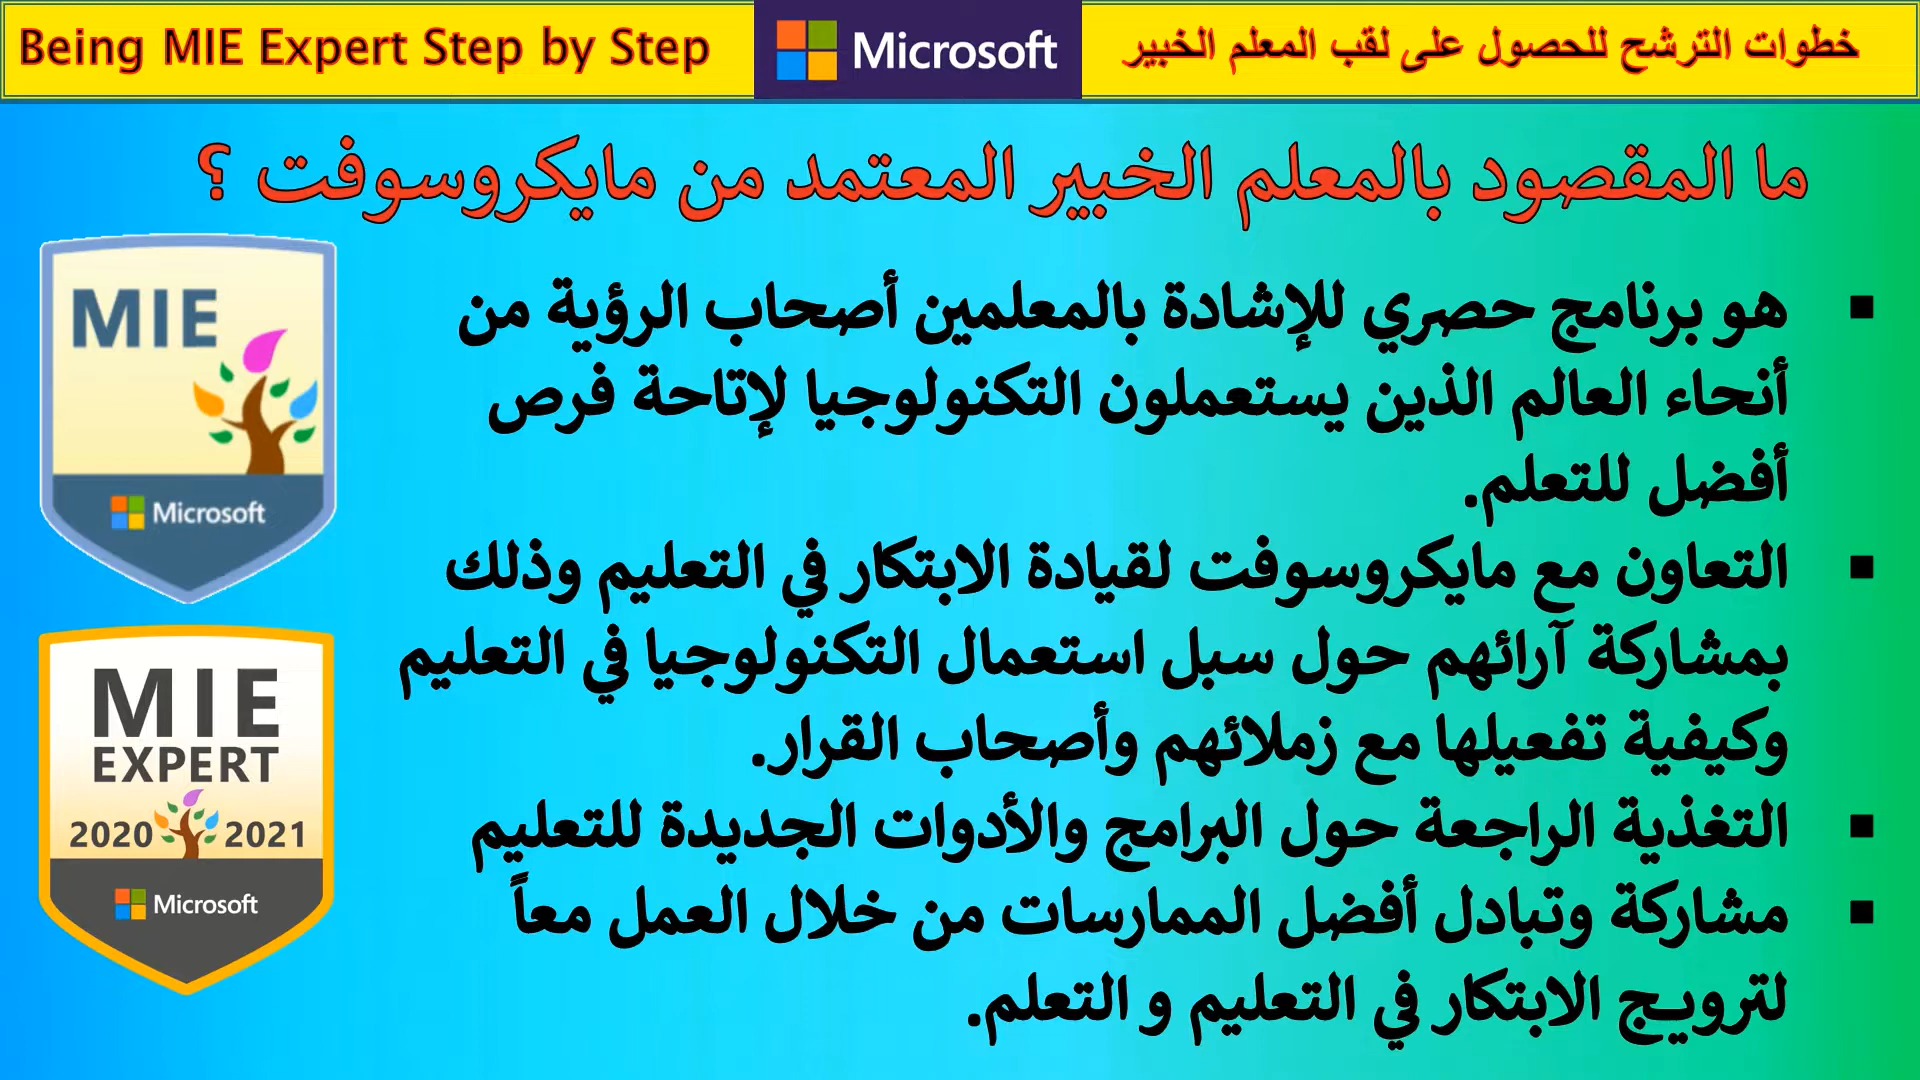 Being MIE Expert Step by Step
Microsoft
خطوات الترشح للحصول على لقب المعلم الخبير
ما المقصود بالمعلم الخبير المعتمد من مايكروسوفت ؟
▪ هو برنامج حصري للإشادة بالمعلمين أصحاب الرؤية من
أنحاء العالم الذين يستعملون التكنولوجيا لإتاحة فرص
أفضل للتعلم.
▪ التعاون مع مايكروسوفت لقيادة الابتكار في التعليم وذلك
بمشاركة آرائهم حول سبل استعمال التكنولوجيا في التعليم
وكيفية تفعيلها مع زملائهم وأصحاب القرار.
▪ التغذية الراجعة حول البرامج والأدوات الجديدة للتعليم
▪ مشاركة وتبادل أفضل الممارسات من خلال العمل معاً
لترويج الابتكار في التعليم و التعلم.
MIE
Microsoft
MIE
EXPERT
2020 2021
Microsoft